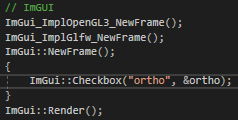 // ImGUI
ImGui_ImplOpenGL3_NewFrame();
ImGui_ImplGlfw_NewFrame();
ImGui::NewFrame();
{
ImGui::Checkbox("ortho", &ortho);
}
ImGui::Render();